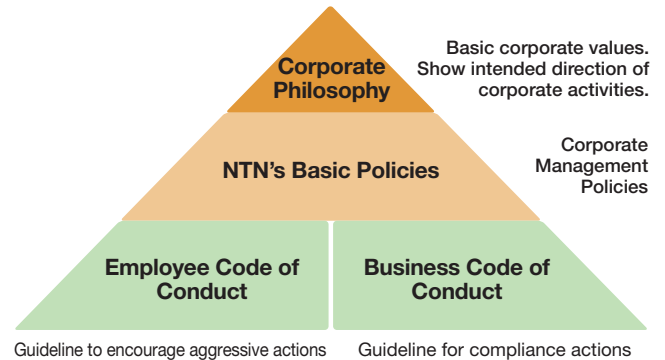 Corporate
Philosophy
Basic corporate values.
Show intended direction of
corporate activities.
NTN's Basic Policies
Corporate
Management
Policies
Employee Code of
Conduct
Business Code of
Conduct
Guideline to encourage aggressive actions
Guideline for compliance actions